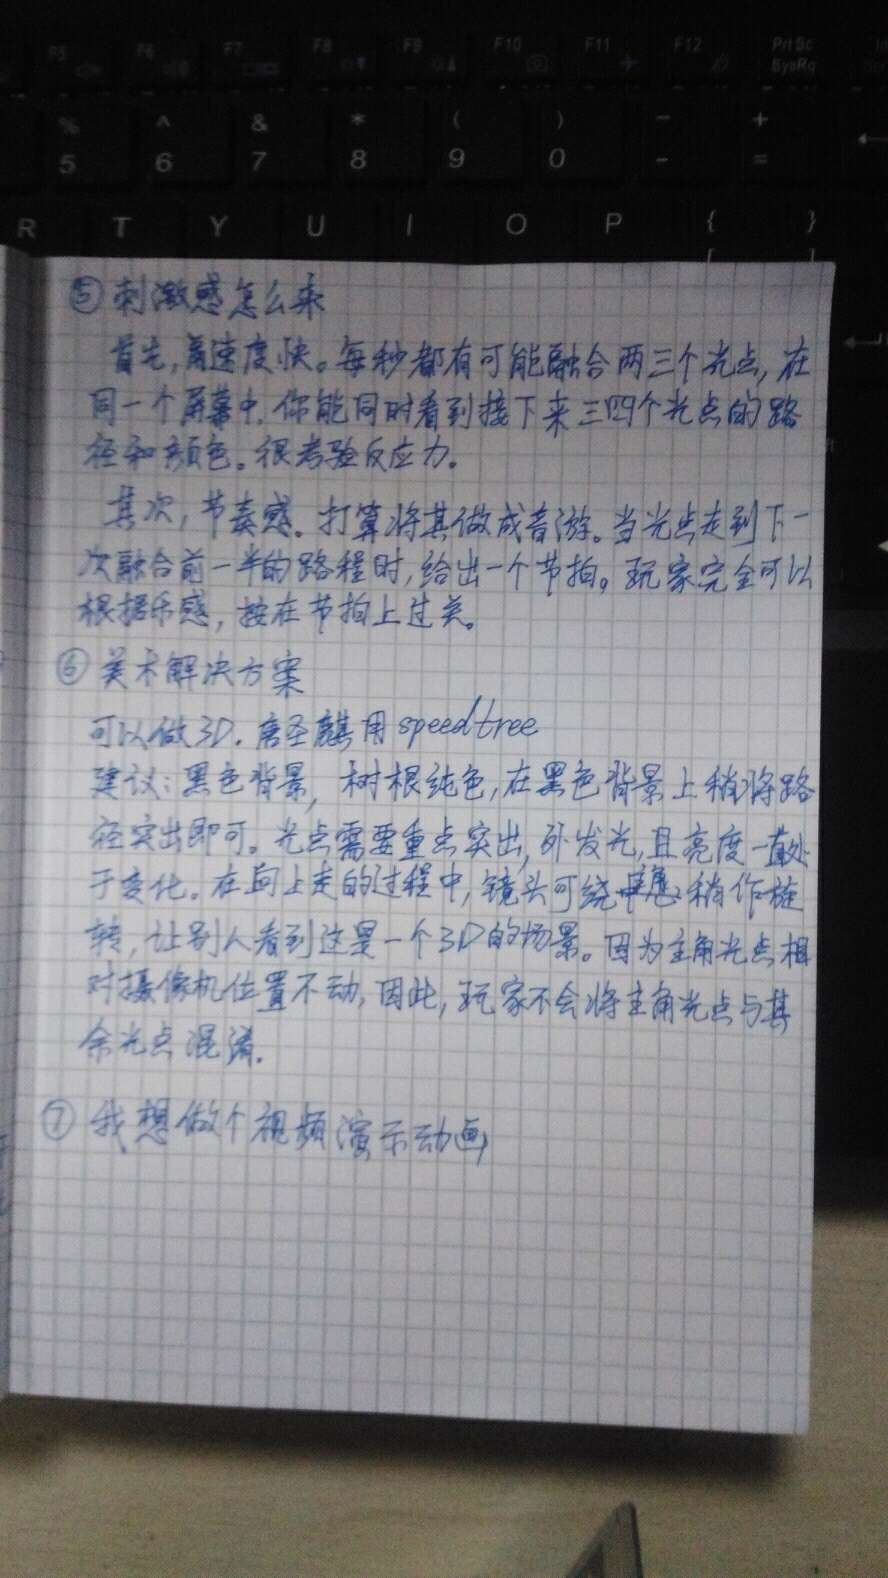 F5 F6 F7 F8 F9 F10 F11 F12 Prt Sc SysRq
% ^ & * ( ) _ +
5 6 7 8 9 0 - =
R T Y U I O P { }
⑤ 刺激感怎么来
首先,高速度快。每秒都有可能融合两三个光点,在
同一个屏幕中,你能同时看到接下来三四个光点的路
径和颜色。很考验反应力。
其次,节奏感。打算将其做成音游。当光点走到下一
次融合前一半的路程时,给出一个节拍。玩家完全可以
根据乐感,按在节拍上过关。
⑥ 美术解决方案
可以做3D.唐圣麒用speedtree
建议:黑色背景,树根纯色,在黑色背景上稍将路
径突出即可。光点需要重点突出,外发光,且亮度一直处
于变化。在向上走的过程中,镜头可绕 稍作旋
转,让别人看到这是一个3D的场景。因为主角光点相
对摄像机位置不动,因此,玩家不会将主角光点与其
余光点混淆.
⑦ 我想做个视频演示动画